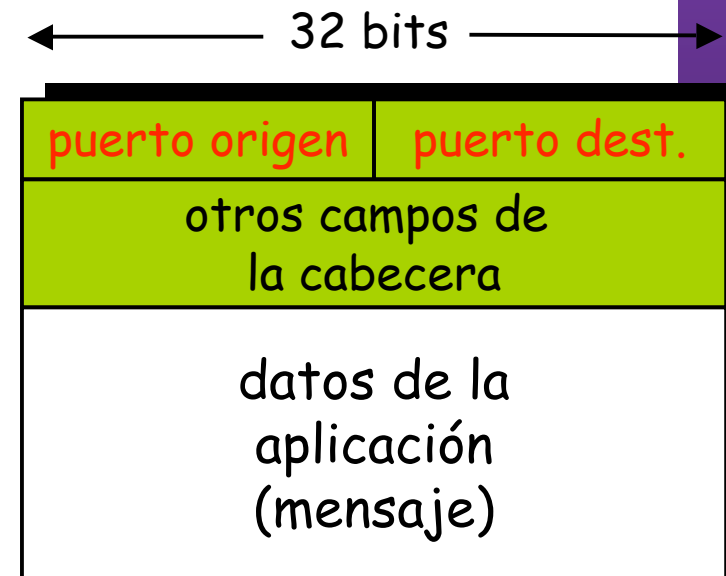 32 bits
puerto origen puerto dest.
otros campos de
la cabecera
datos de la
aplicación
(mensaje)